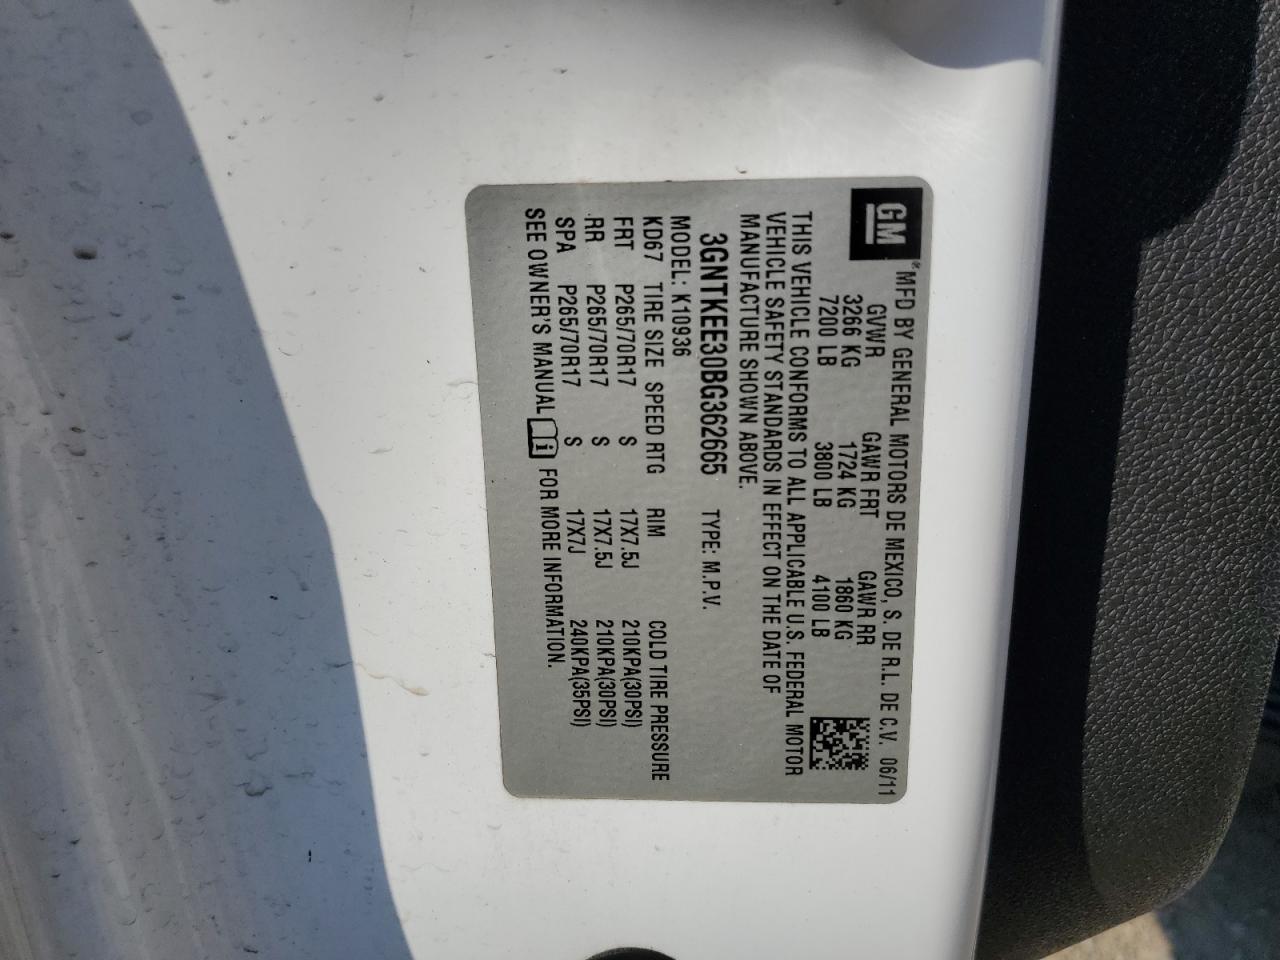 GM ® MFD BY GENERAL MOTORS DE MEXICO, S. DE R.L. DE C.V. 06/11
GVWR GAWR FRT GAWR RR
3266 KG 1724 KG 1860 KG
7200 LB 3800 LB 4100 LB
THIS VEHICLE CONFORMS TO ALL APPLICABLE U.S. FEDERAL MOTOR
VEHICLE SAFETY STANDARDS IN EFFECT ON THE DATE OF
MANUFACTURE SHOWN ABOVE.
3GNTKEE30BG362665 TYPE: M.P.V.
MODEL: K10936
KD67 TIRE SIZE SPEED RTG RIM COLD TIRE PRESSURE
FRT P265/70R17 S 17X7.5J 210KPA(30PSI)
RR P265/70R17 S 17X7.5J 210KPA(30PSI)
SPA P265/70R17 S 17X7J 240KPA(35PSI)
SEE OWNER'S MANUAL i FOR MORE INFORMATION.